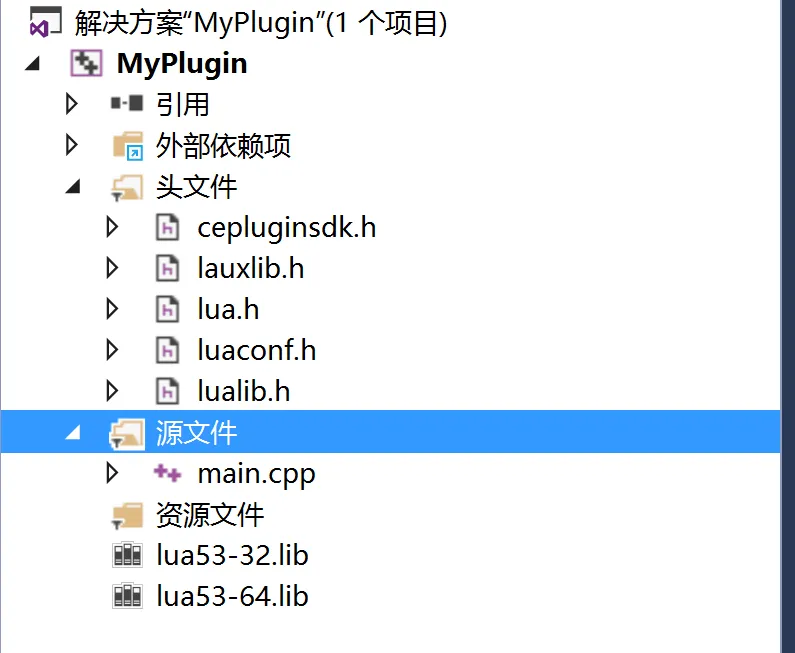 解决方案“MyPlugin”(1 个项目)
MyPlugin
引用
外部依赖项
头文件
cepluginsdk.h
lauxlib.h
lua.h
luaconf.h
lualib.h
源文件
main.cpp
资源文件
lua53-32.lib
lua53-64.lib